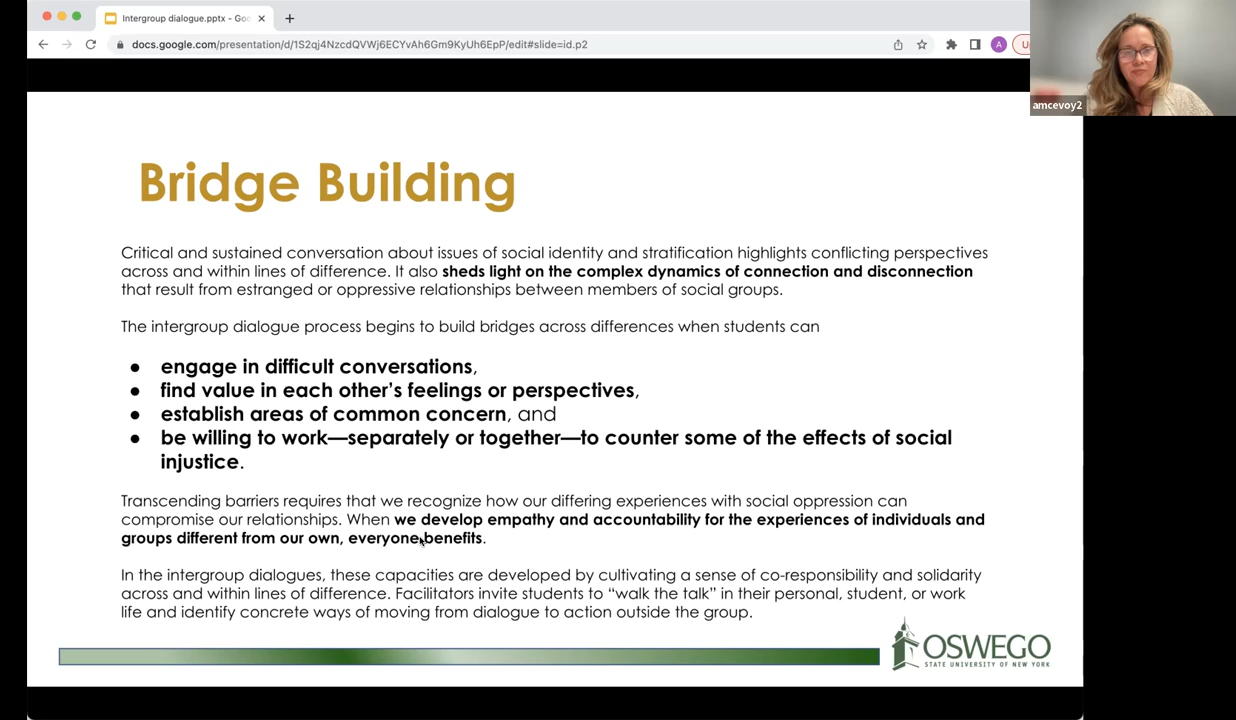 Intergroup dialogue.pptx - Goo
docs.google.com/presentation/d/1S2qj4NzcdQVWj6ECYvAh6Gm9KyUh6EpP/edit#slide=id.p2
A
amcevoy2
Bridge Building
Critical and sustained conversation about issues of social identity and stratification highlights conflicting perspectives
across and within lines of difference. It also sheds light on the complex dynamics of connection and disconnection
that result from estranged or oppressive relationships between members of social groups.
The intergroup dialogue process begins to build bridges across differences when students can
● engage in difficult conversations,
● find value in each other's feelings or perspectives,
● establish areas of common concern, and
● be willing to work—separately or together—to counter some of the effects of social
injustice.
Transcending barriers requires that we recognize how our differing experiences with social oppression can
compromise our relationships. When we develop empathy and accountability for the experiences of individuals and
groups different from our own, everyone benefits.
In the intergroup dialogues, these capacities are developed by cultivating a sense of co-responsibility and solidarity
across and within lines of difference. Facilitators invite students to “walk the talk” in their personal, student, or work
life and identify concrete ways of moving from dialogue to action outside the group.
OSWEGO
STATE UNIVERSITY OF NEW YORK